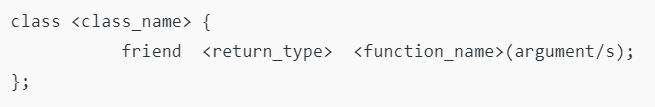 class <class_name> {
friend <return_type> <function_name>(argument/s);
};